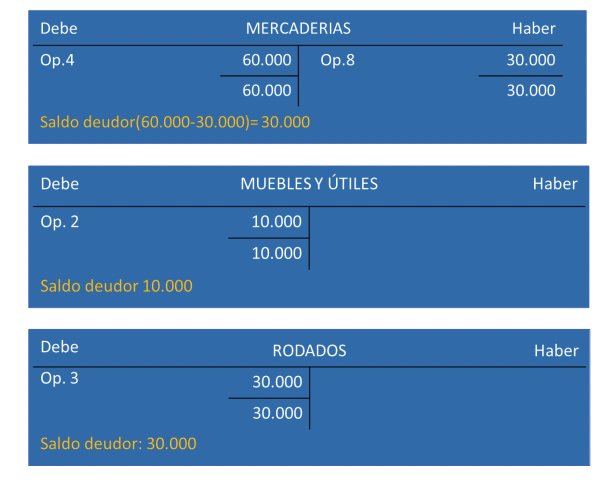 Debe MERCADERIAS Haber
Op.4 60.000 Op.8 30.000
60.000 30.000
Saldo deudor(60.000-30.000)= 30.000
Debe MUEBLES Y ÚTILES Haber
Op. 2 10.000
10.000
Saldo deudor 10.000
Debe RODADOS Haber
Op. 3 30.000
30.000
Saldo deudor: 30.000